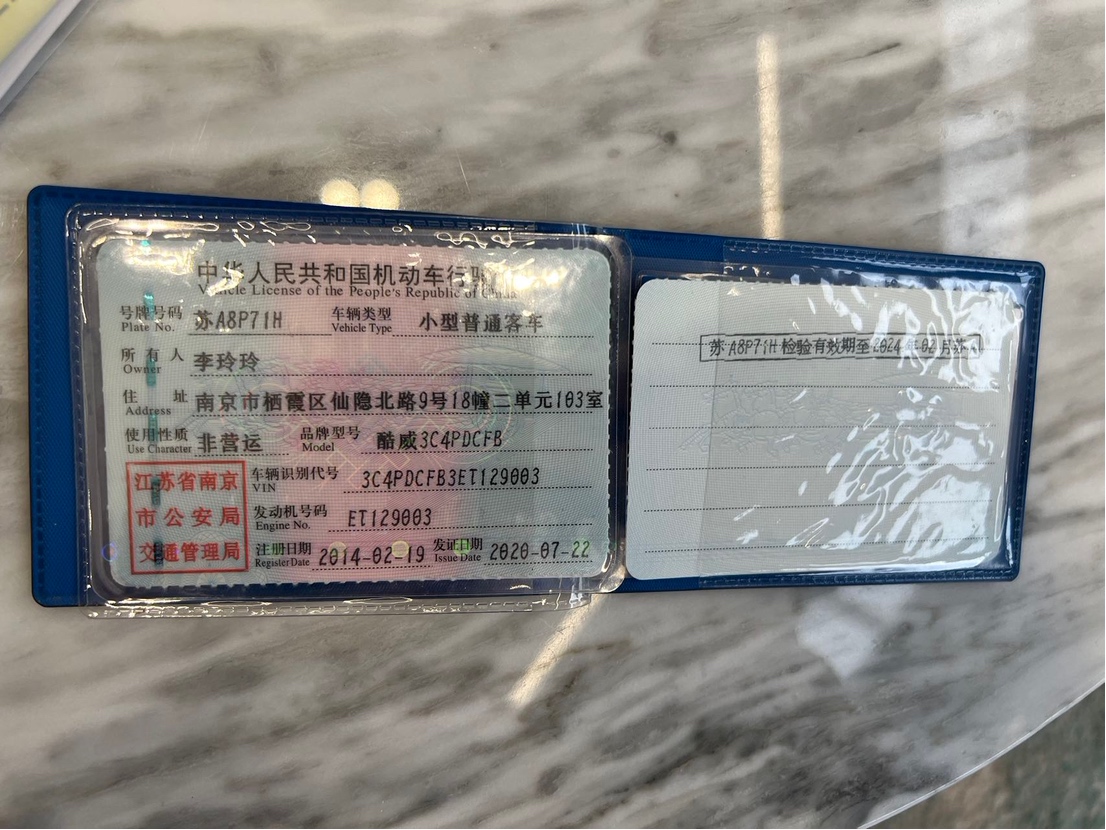 中华人民共和国机动车行驶
Vehicle License of the People's Republic of China
号牌号码 苏A8P71H 车辆类型 小型普通客车
Plate No. Vehicle Type
所有人 李玲玲
Owner
住址 南京市栖霞区仙隐北路9号18幢二单元103室
Address
使用性质 非营运 品牌型号 酷威3C4PDCFB
Use Character Model
江苏省南京
市公安局
交通管理局
车辆识别代号 3C4PDCFB3ET129003
VIN
发动机号码 ET129003
Engine No.
注册日期 2014-02-19 发证日期 2020-07-22
Register Date Issue Date
苏A8P71H检验有效期至2024年02月苏A